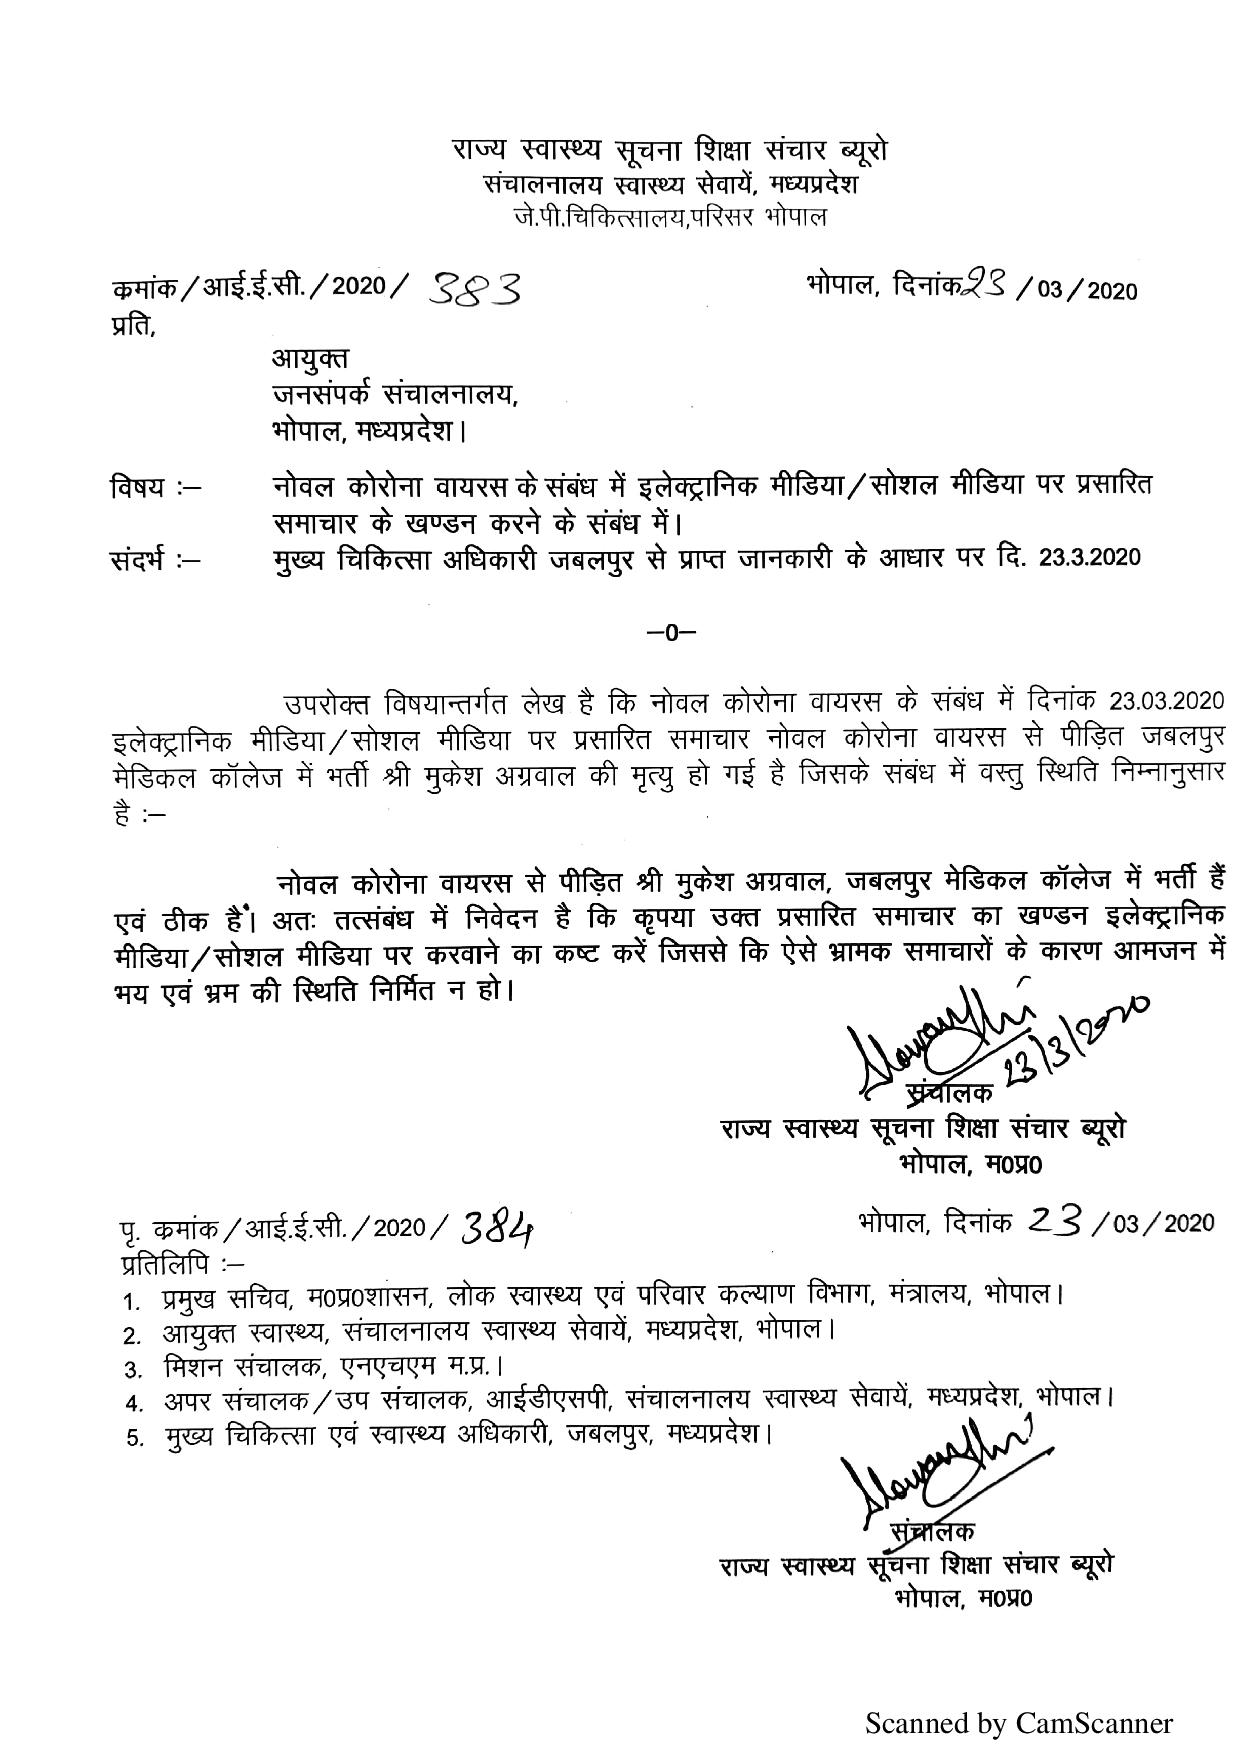 राज्य स्वास्थ्य सूचना शिक्षा संचार ब्यूरो
संचालनालय स्वास्थ्य सेवायें, मध्यप्रदेश
जे.पी.चिकित्सालय,परिसर भोपाल
कमांक/आई.ई.सी./2020/ 383 भोपाल, दिनांक 23/03/2020
प्रति,
आयुक्त
जनसंपर्क संचालनालय,
भोपाल, मध्यप्रदेश।
विषय :– नोवल कोरोना वायरस के संबंध में इलेक्ट्रानिक मीडिया/सोशल मीडिया पर प्रसारित
समाचार के खण्डन करने के संबंध में।
संदर्भ :– मुख्य चिकित्सा अधिकारी जबलपुर से प्राप्त जानकारी के आधार पर दि. 23.3.2020
–0–
उपरोक्त विषयान्तर्गत लेख है कि नोवल कोरोना वायरस के संबंध में दिनांक 23.03.2020
इलेक्ट्रानिक मीडिया/सोशल मीडिया पर प्रसारित समाचार नोवल कोरोना वायरस से पीड़ित जबलपुर
मेडिकल कॉलेज में भर्ती श्री मुकेश अग्रवाल की मृत्यु हो गई है जिसके संबंध में वस्तु स्थिति निम्नानुसार
है :–
नोवल कोरोना वायरस से पीड़ित श्री मुकेश अग्रवाल, जबलपुर मेडिकल कॉलेज में भर्ती हैं
एवं ठीक हैं। अतः तत्संबंध में निवेदन है कि कृपया उक्त प्रसारित समाचार का खण्डन इलेक्ट्रानिक
मीडिया/सोशल मीडिया पर करवाने का कष्ट करें जिससे कि ऐसे भ्रामक समाचारों के कारण आमजन में
भय एवं भ्रम की स्थिति निर्मित न हो।
23/3/2020
संचालक
राज्य स्वास्थ्य सूचना शिक्षा संचार ब्यूरो
भोपाल, म0प्र0
पृ. कमांक/आई.ई.सी./2020/ 384 भोपाल, दिनांक 23/03/2020
प्रतिलिपि :–
1. प्रमुख सचिव, म0प्र0शासन, लोक स्वास्थ्य एवं परिवार कल्याण विभाग, मंत्रालय, भोपाल।
2. आयुक्त स्वास्थ्य, संचालनालय स्वास्थ्य सेवायें, मध्यप्रदेश, भोपाल।
3. मिशन संचालक, एनएचएम म.प्र.।
4. अपर संचालक/उप संचालक, आईडीएसपी, संचालनालय स्वास्थ्य सेवायें, मध्यप्रदेश, भोपाल।
5. मुख्य चिकित्सा एवं स्वास्थ्य अधिकारी, जबलपुर, मध्यप्रदेश।
संचालक
राज्य स्वास्थ्य सूचना शिक्षा संचार ब्यूरो
भोपाल, म0प्र0
Scanned by CamScanner